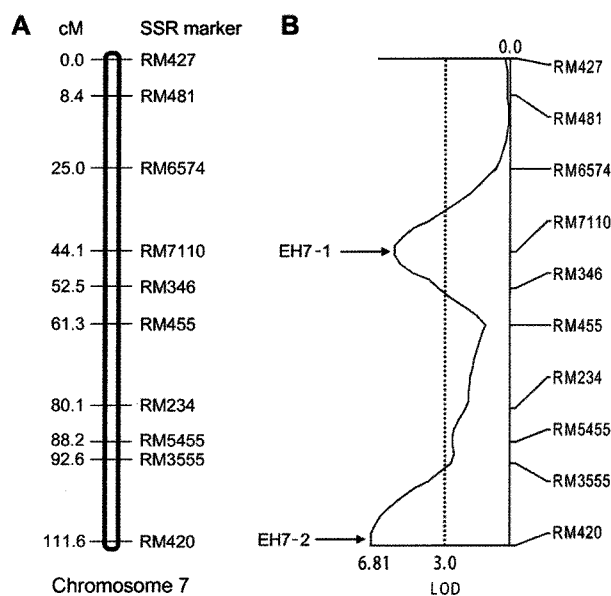 A
cM SSR marker
0.0 RM427
8.4 RM481
25.0 RM6574
44.1 RM7110
52.5 RM346
61.3 RM455
80.1 RM234
88.2 RM5455
92.6 RM3555
111.6 RM420
Chromosome 7
B
0.0
RM427
RM481
RM6574
RM7110
EH7-1
RM346
RM455
RM234
RM5455
RM3555
RM420
EH7-2
6.81 3.0
LOD